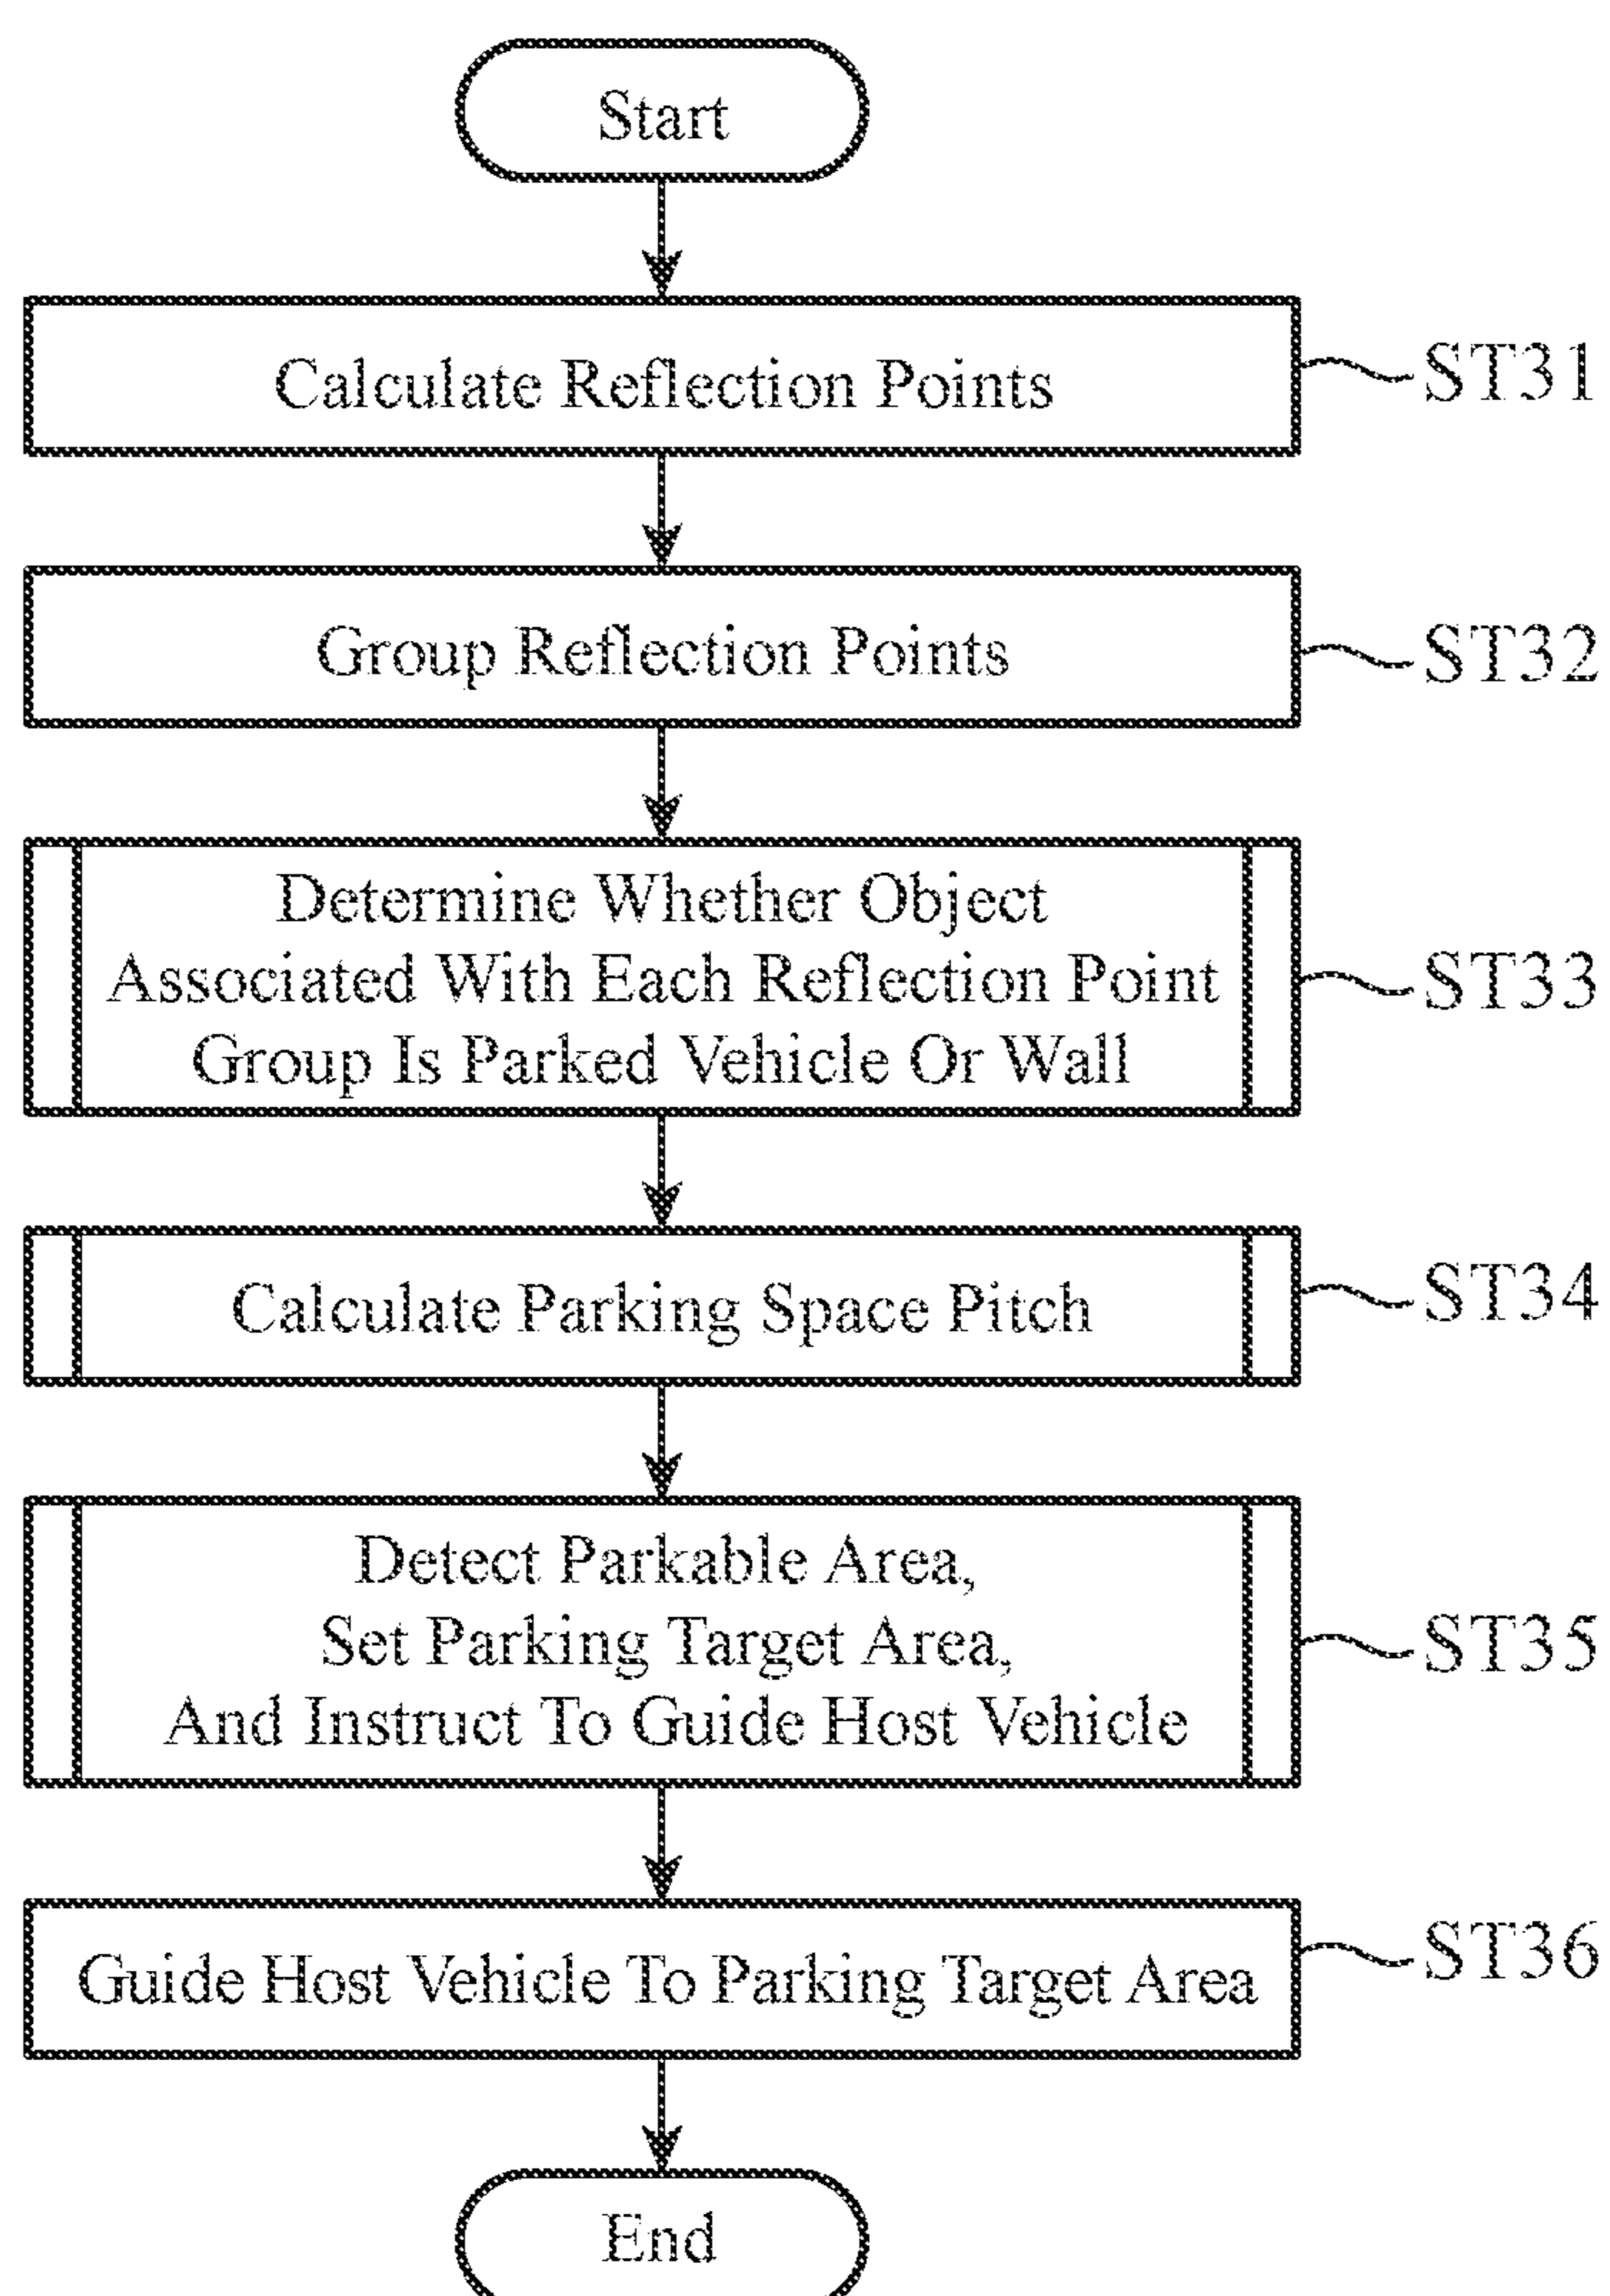 Start
Calculate Reflection Points
ST31
Group Reflection Points
ST32
Determine Whether Object
Associated With Each Reflection Point
Group Is Parked Vehicle Or Wall
ST33
Calculate Parking Space Pitch
ST34
Detect Parkable Area,
Set Parking Target Area,
And Instruct To Guide Host Vehicle
ST35
Guide Host Vehicle To Parking Target Area
ST36
End